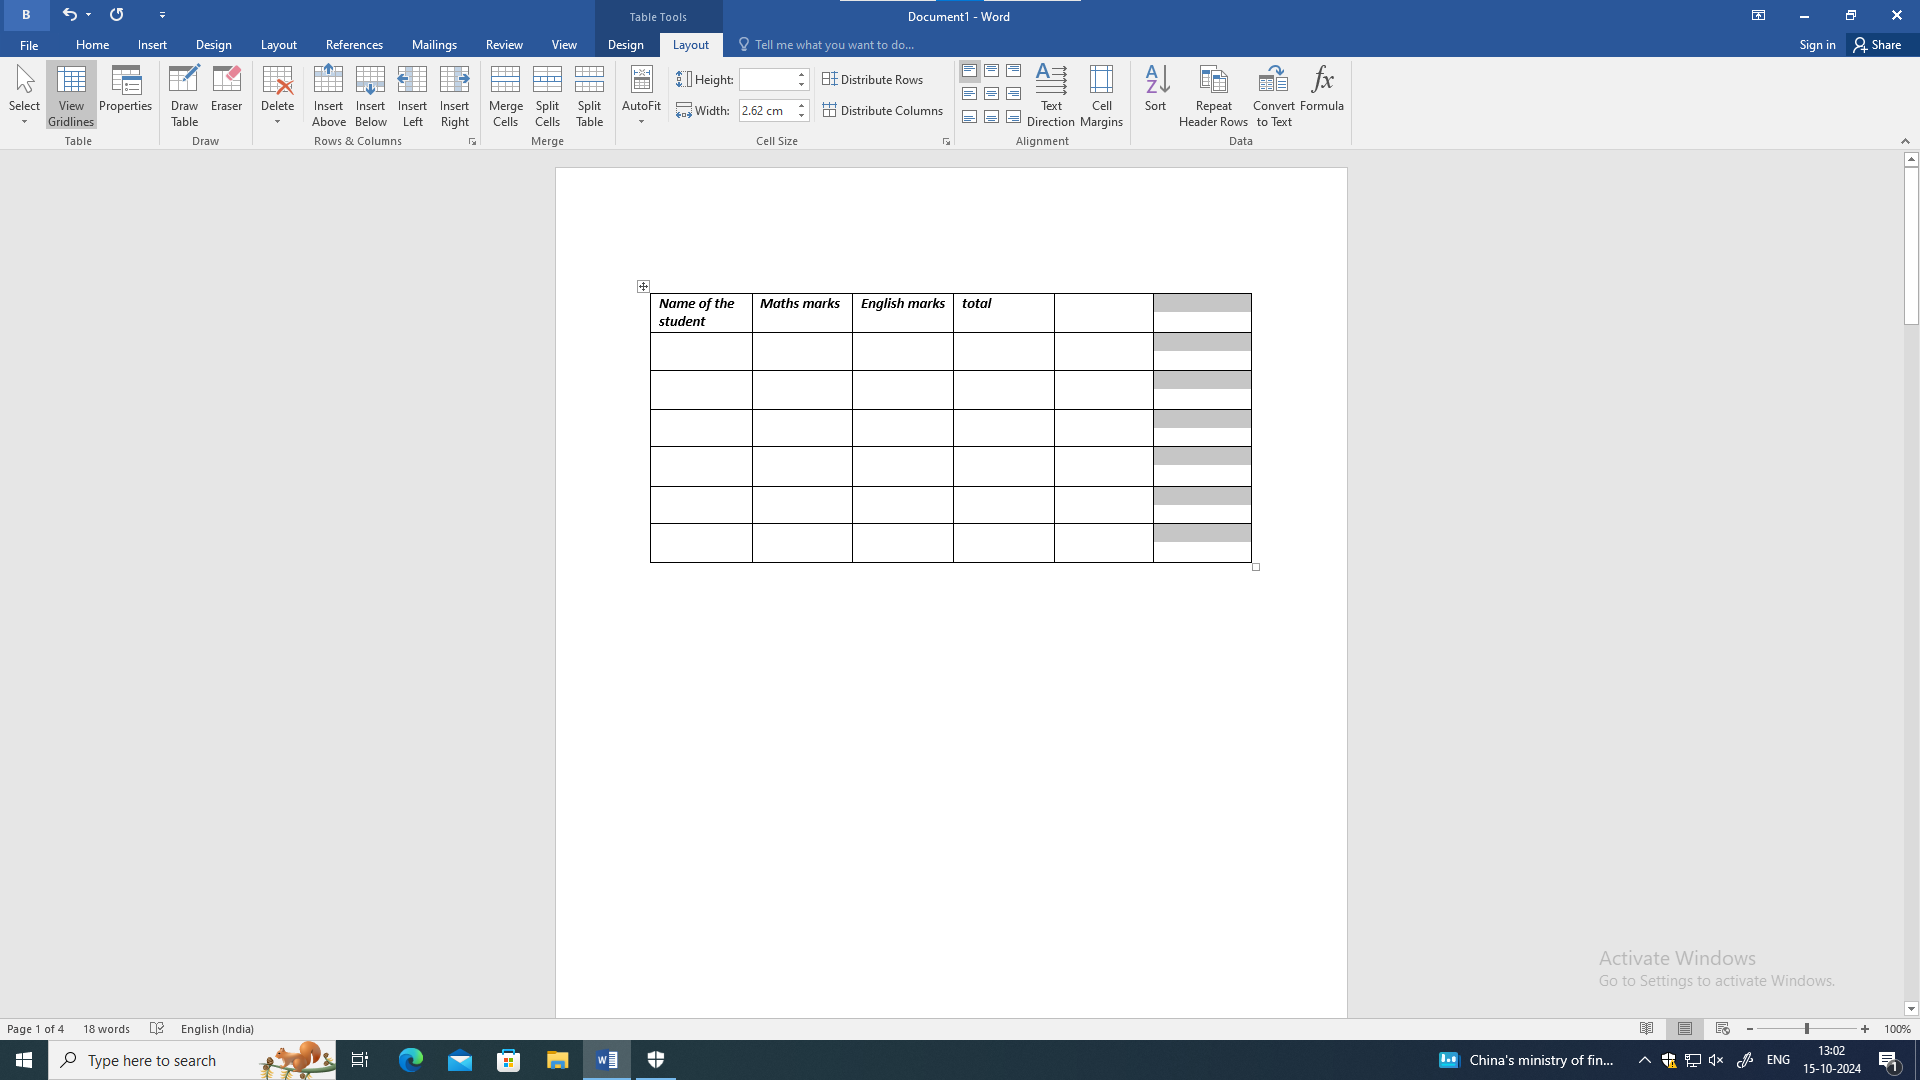 B
Table Tools
Document1 - Word
File Home Insert Design Layout References Mailings Review View Design Layout Tell me what you want to do... Sign in Share
Select
View Gridlines
Properties
Table
Draw Table
Eraser
Draw
Delete
Insert Above
Insert Below
Insert Left
Insert Right
Rows & Columns
Merge Cells
Split Cells
Split Table
Merge
AutoFit
Height:
Width: 2.62 cm
Distribute Rows
Distribute Columns
Cell Size
Text Direction
Cell Margins
Alignment
Sort
Repeat Header Rows
Convert to Text
Formula
Data
Name of the student
Maths marks
English marks
total
Activate Windows
Go to Settings to activate Windows.
Page 1 of 4 18 words English (India) 100%
Type here to search
China's ministry of fin...
ENG
13:02
15-10-2024
1